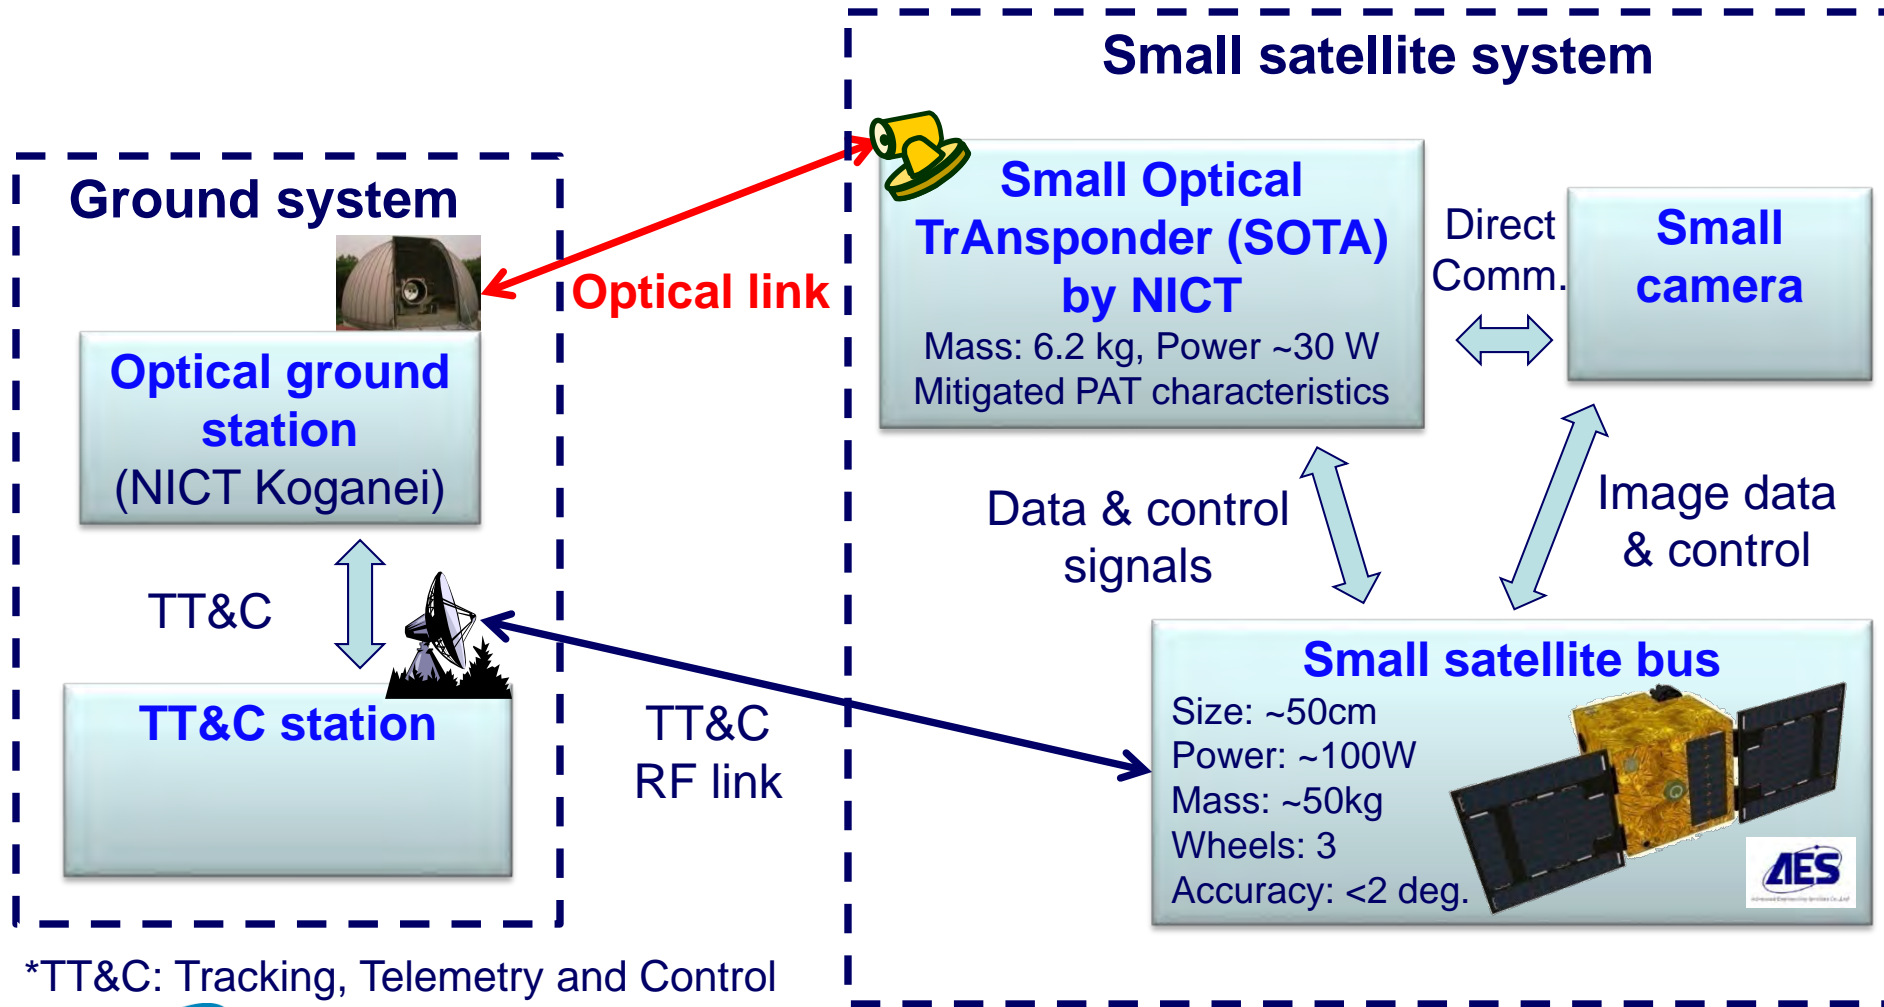 Small satellite system
Ground system
Optical link
Small Optical
TrAnsponder (SOTA)
by NICT
Mass: 6.2 kg, Power ~30 W
Mitigated PAT characteristics
Direct
Comm.
Small
camera
Optical ground
station
(NICT Koganei)
Data & control
signals
Image data
& control
TT&C
TT&C station
TT&C
RF link
Small satellite bus
Size: ~50cm
Power: ~100W
Mass: ~50kg
Wheels: 3
Accuracy: <2 deg.
AES
*TT&C: Tracking, Telemetry and Control